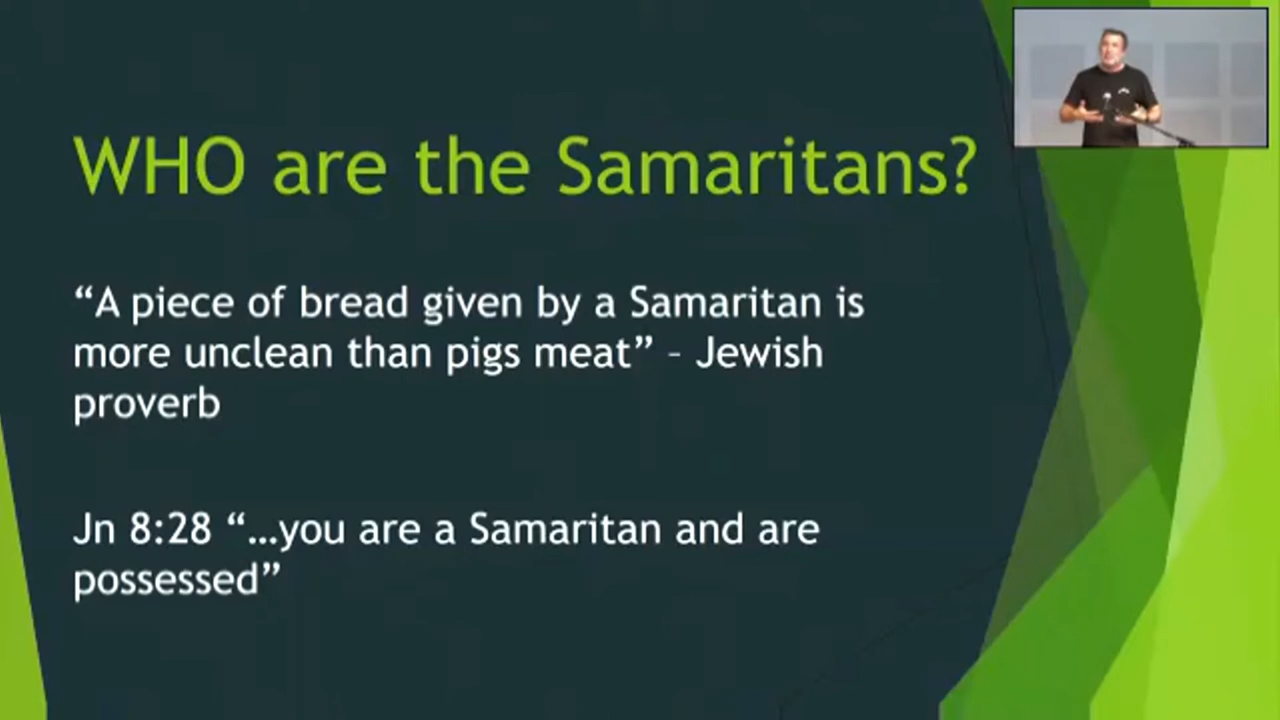 WHO are the Samaritans?
“A piece of bread given by a Samaritan is
more unclean than pigs meat” – Jewish
proverb
Jn 8:28 “…you are a Samaritan and are
possessed”